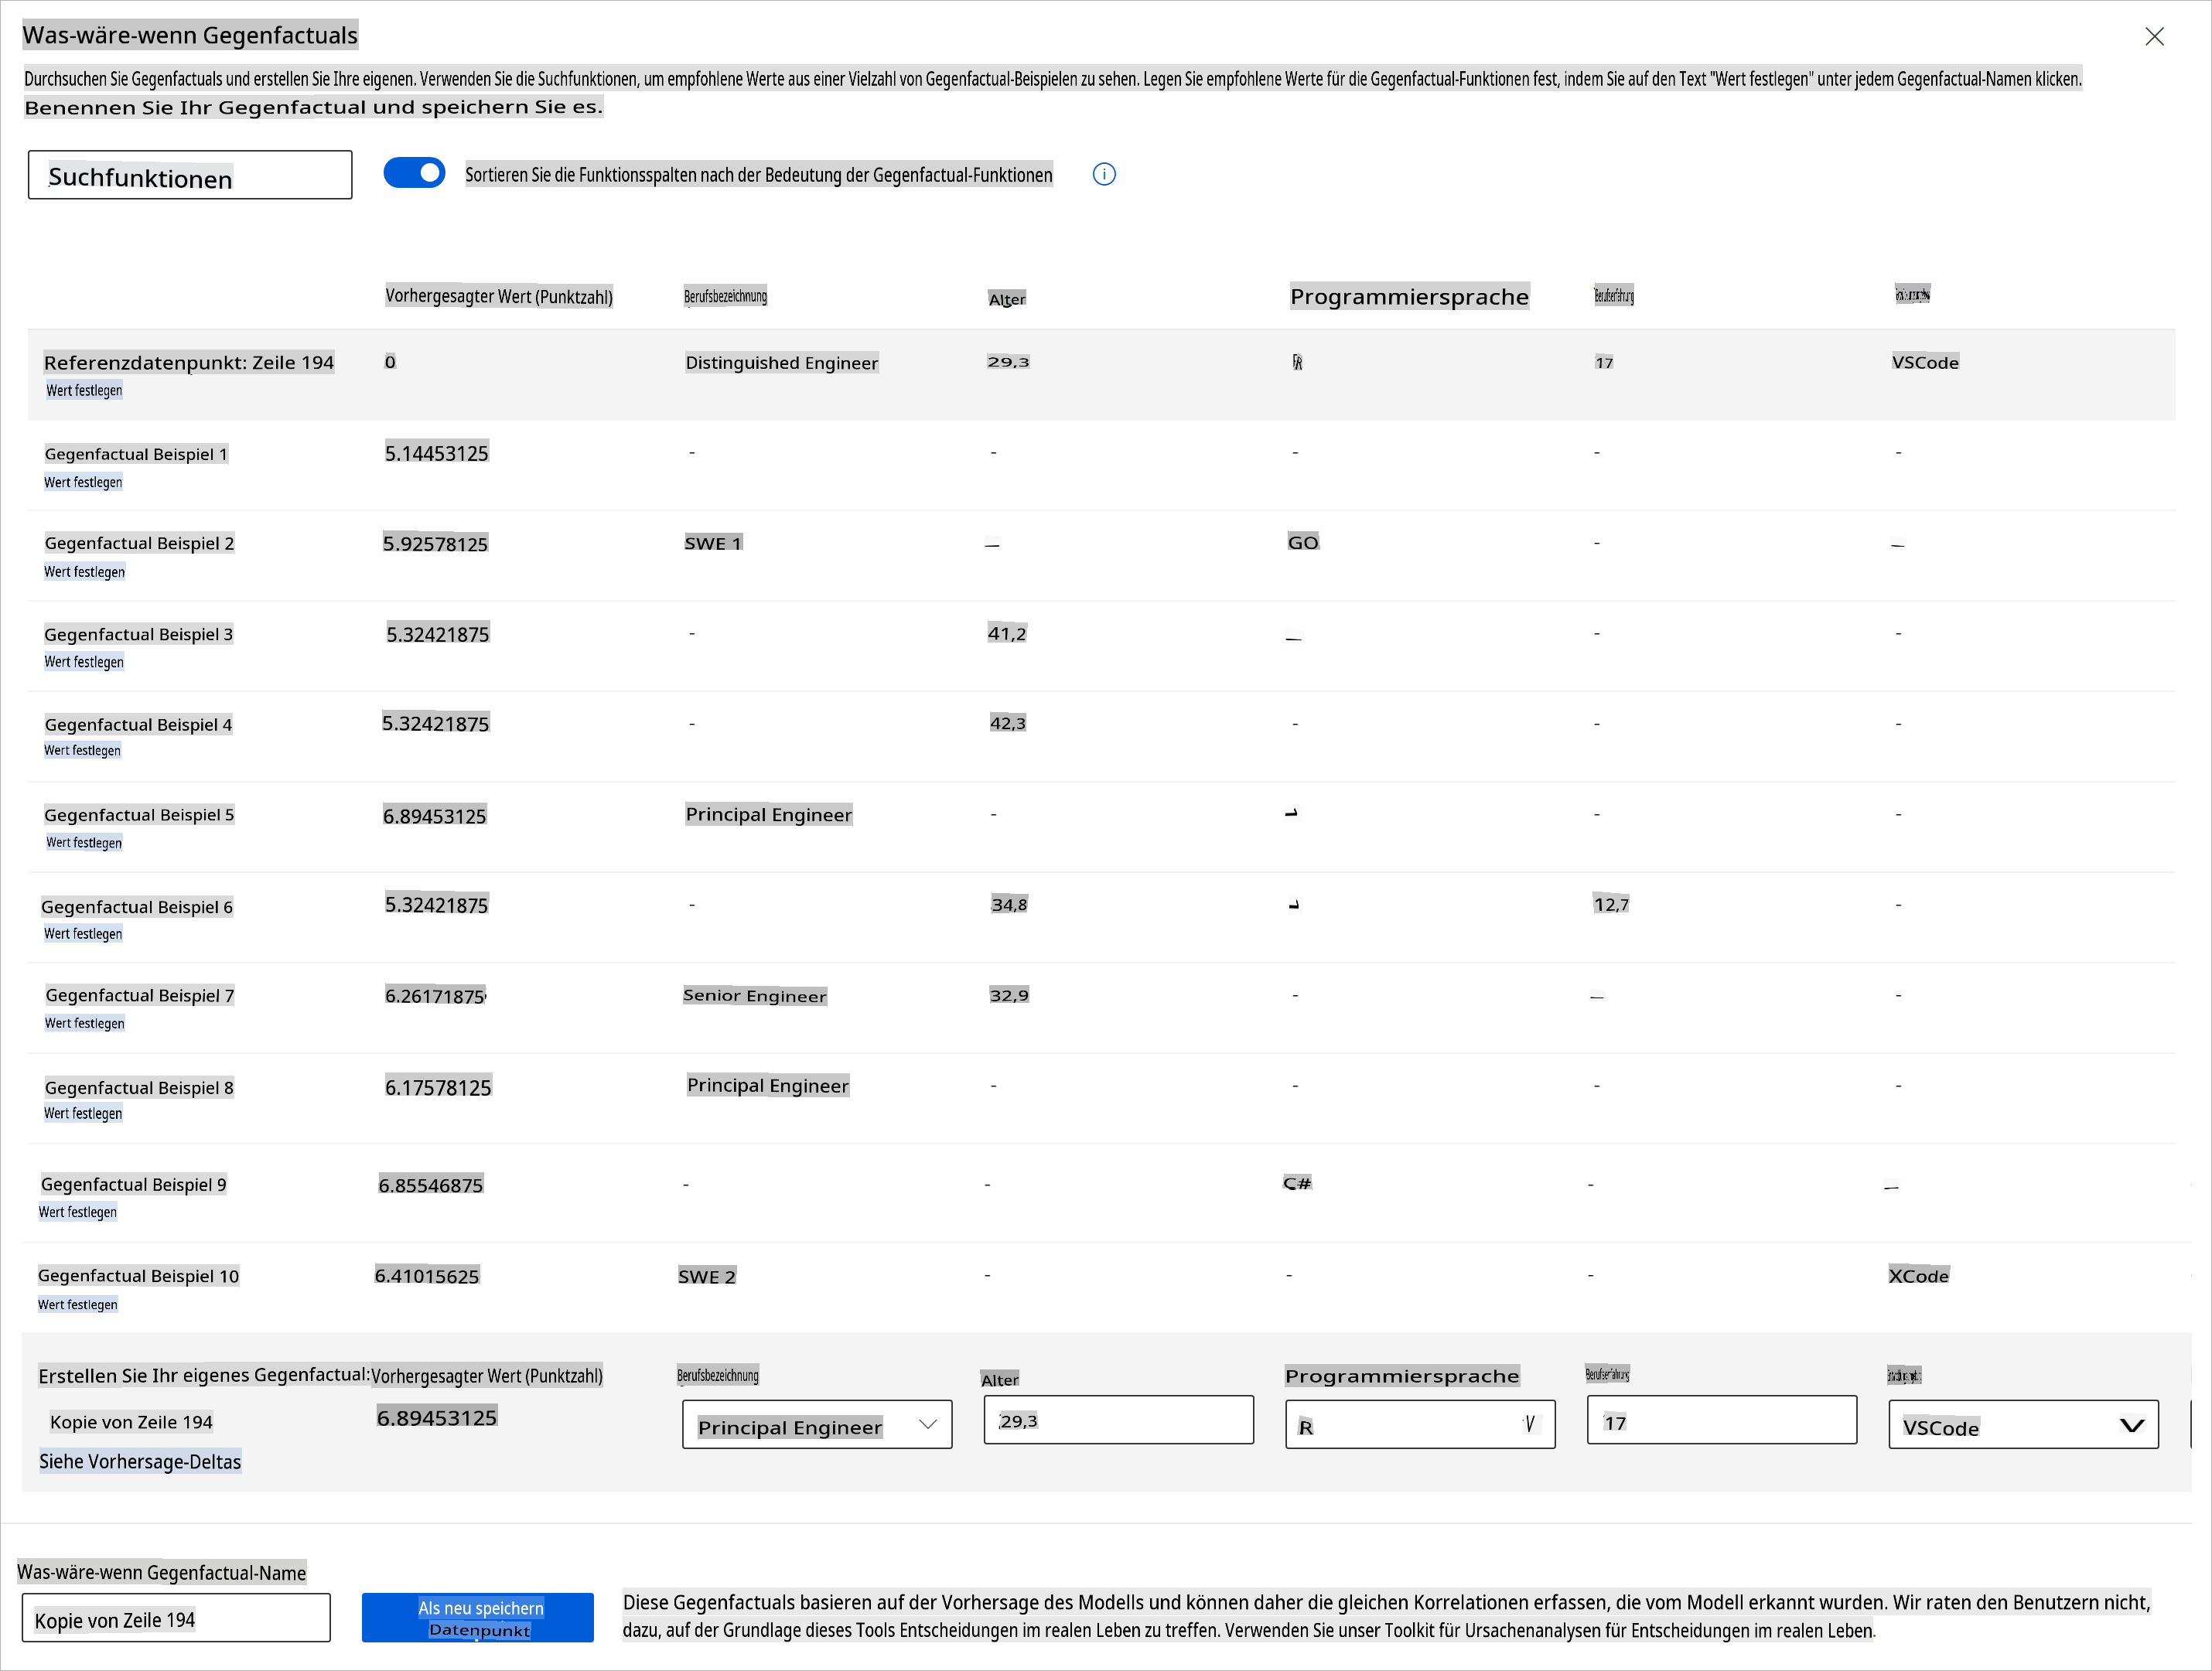 Was-wäre-wenn Gegenfactuals
Durchsuchen Sie Gegenfactuals und erstellen Sie Ihre eigenen. Verwenden Sie die Suchfunktionen, um empfohlene Werte aus einer Vielzahl von Gegenfactual-Beispielen zu sehen. Legen Sie empfohlene Werte für die Gegenfactual-Funktionen fest, indem Sie auf den Text "Wert festlegen" unter jedem Gegenfactual-Namen klicken.
Benennen Sie Ihr Gegenfactual und speichern Sie es.
Suchfunktionen Sortieren Sie die Funktionsspalten nach der Bedeutung der Gegenfactual-Funktionen
Vorhergesagter Wert (Punktzahl) Berufsbezeichnung Alter Programmiersprache Berufserfahrung
Referenzdatenpunkt: Zeile 194 0 Distinguished Engineer 29,3 R 17 VSCode
Wert festlegen
Gegenfactual Beispiel 1 5.14453125 - - - - -
Wert festlegen
Gegenfactual Beispiel 2 5.92578125 SWE 1 - GO - -
Wert festlegen
Gegenfactual Beispiel 3 5.32421875 - 41,2 - - -
Wert festlegen
Gegenfactual Beispiel 4 5.32421875 - 42,3 - - -
Wert festlegen
Gegenfactual Beispiel 5 6.89453125 Principal Engineer - - -
Wert festlegen
Gegenfactual Beispiel 6 5.32421875 - 34,8 12,7 -
Wert festlegen
Gegenfactual Beispiel 7 6.26171875 Senior Engineer 32,9 - - -
Wert festlegen
Gegenfactual Beispiel 8 6.17578125 Principal Engineer - - - -
Wert festlegen
Gegenfactual Beispiel 9 6.85546875 - - C# - -
Wert festlegen
Gegenfactual Beispiel 10 6.41015625 SWE 2 - - - XCode
Wert festlegen
Erstellen Sie Ihr eigenes Gegenfactual: Vorhergesagter Wert (Punktzahl) Berufsbezeichnung Alter Programmiersprache Berufserfahrung
Kopie von Zeile 194 6.89453125 Principal Engineer 29,3 R 17 VSCode
Siehe Vorhersage-Deltas
Was-wäre-wenn Gegenfactual-Name
Kopie von Zeile 194
Als neu speichern
Datenpunkt
Diese Gegenfactuals basieren auf der Vorhersage des Modells und können daher die gleichen Korrelationen erfassen, die vom Modell erkannt wurden. Wir raten den Benutzern nicht,
dazu, auf der Grundlage dieses Tools Entscheidungen im realen Leben zu treffen. Verwenden Sie unser Toolkit für Ursachenanalysen für Entscheidungen im realen Leben.